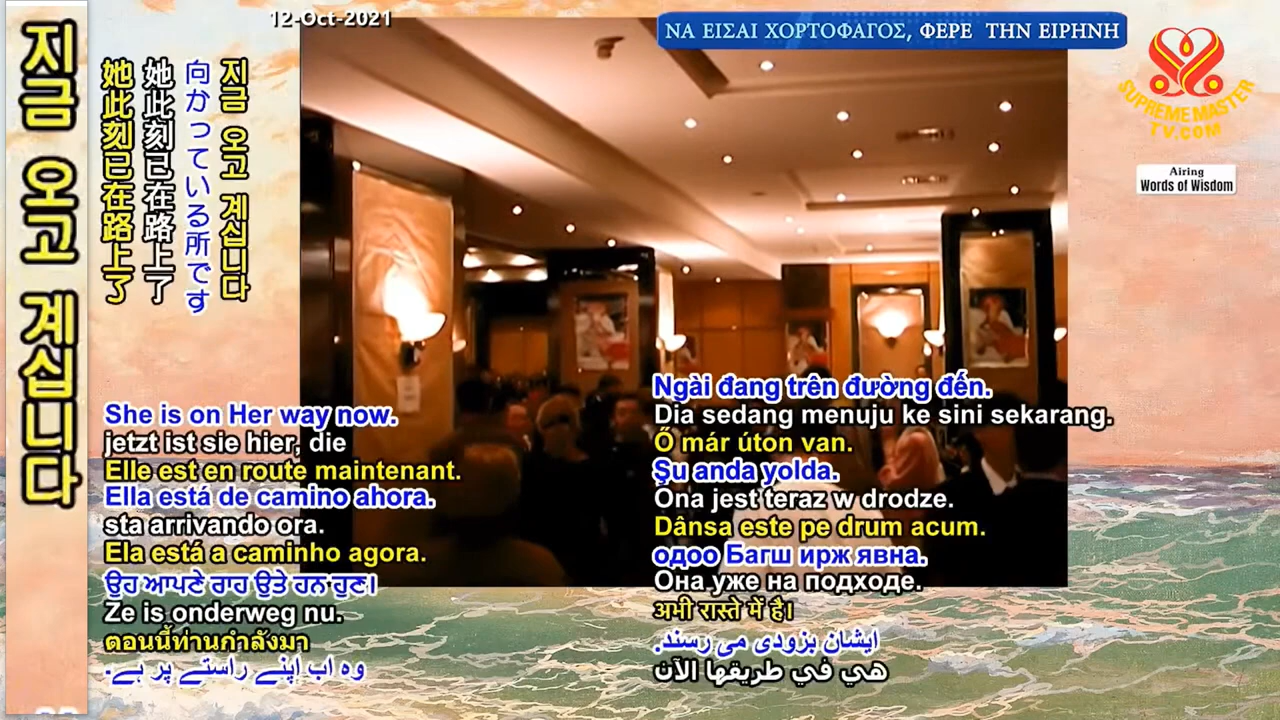 지금 오고 계십니다
12-Oct-2021
ΝΑ ΕΙΣΑΙ ΧΟΡΤΟΦΑΓΟΣ, ΦΕΡΕ ΤΗΝ ΕΙΡΗΝΗ
SUPREME MASTER
TV.COM
Airing
Words of Wisdom
지금 오고 계십니다
向かっている所です
她此刻已在路上了
她此刻已在路上了
She is on Her way now.
jetzt ist sie hier, die
Elle est en route maintenant.
Ella está de camino ahora.
sta arrivando ora.
Ela está a caminho agora.
ਉਹ ਆਪਣੇ ਰਾਹ ਉਤੇ ਹਨ ਹੁਣ।
Ze is onderweg nu.
ตอนนี้ท่านกำลังมา
وہ اب اپنے راستے پر ہے۔
Ngài đang trên đường đến.
Dia sedang menuju ke sini sekarang.
Ő már úton van.
Şu anda yolda.
Ona jest teraz w drodze.
Dânsa este pe drum acum.
одоо Багш ирж явна.
Она уже на подходе.
अभी रास्ते में है।
ایشان بزودی می رسند.
هي في طريقها الآن